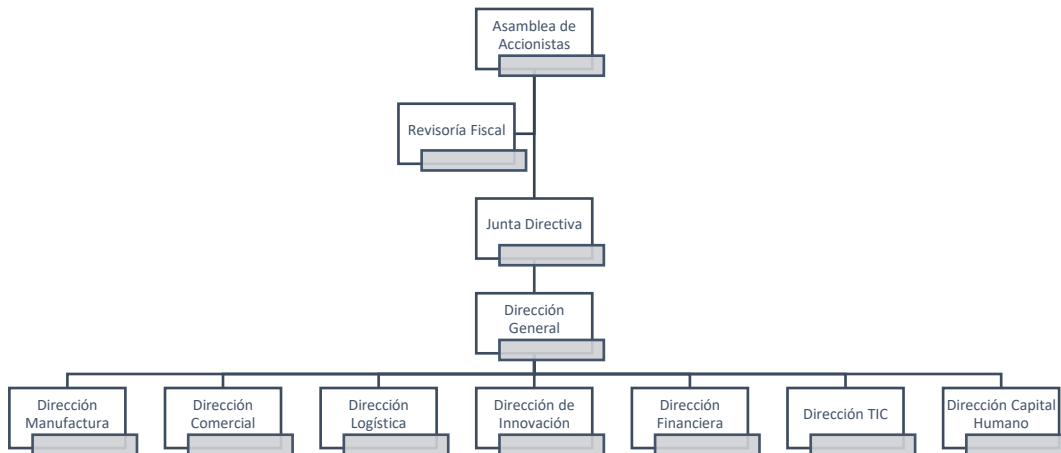 Asamblea de
Accionistas
Revisoría Fiscal
Junta Directiva
Dirección
General
Dirección
Manufactura
Dirección
Comercial
Dirección
Logística
Dirección de
Innovación
Dirección
Financiera
Dirección TIC
Dirección Capital
Humano